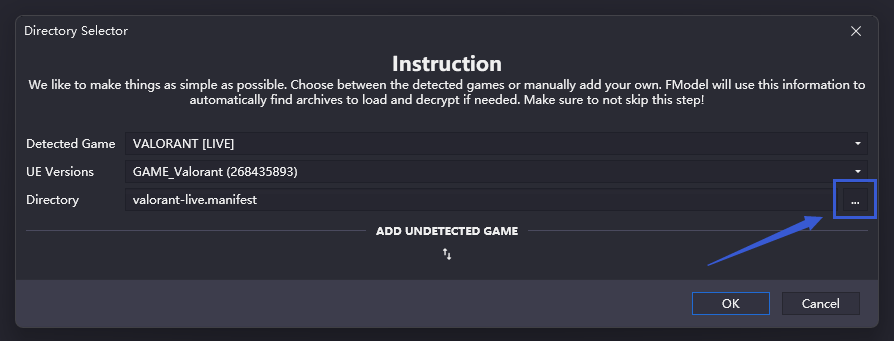 Directory Selector
Instruction
We like to make things as simple as possible. Choose between the detected games or manually add your own. FModel will use this information to
automatically find archives to load and decrypt if needed. Make sure to not skip this step!
Detected Game VALORANT [LIVE]
UE Versions GAME_Valorant (268435893)
Directory valorant-live.manifest ...
ADD UNDETECTED GAME
OK Cancel